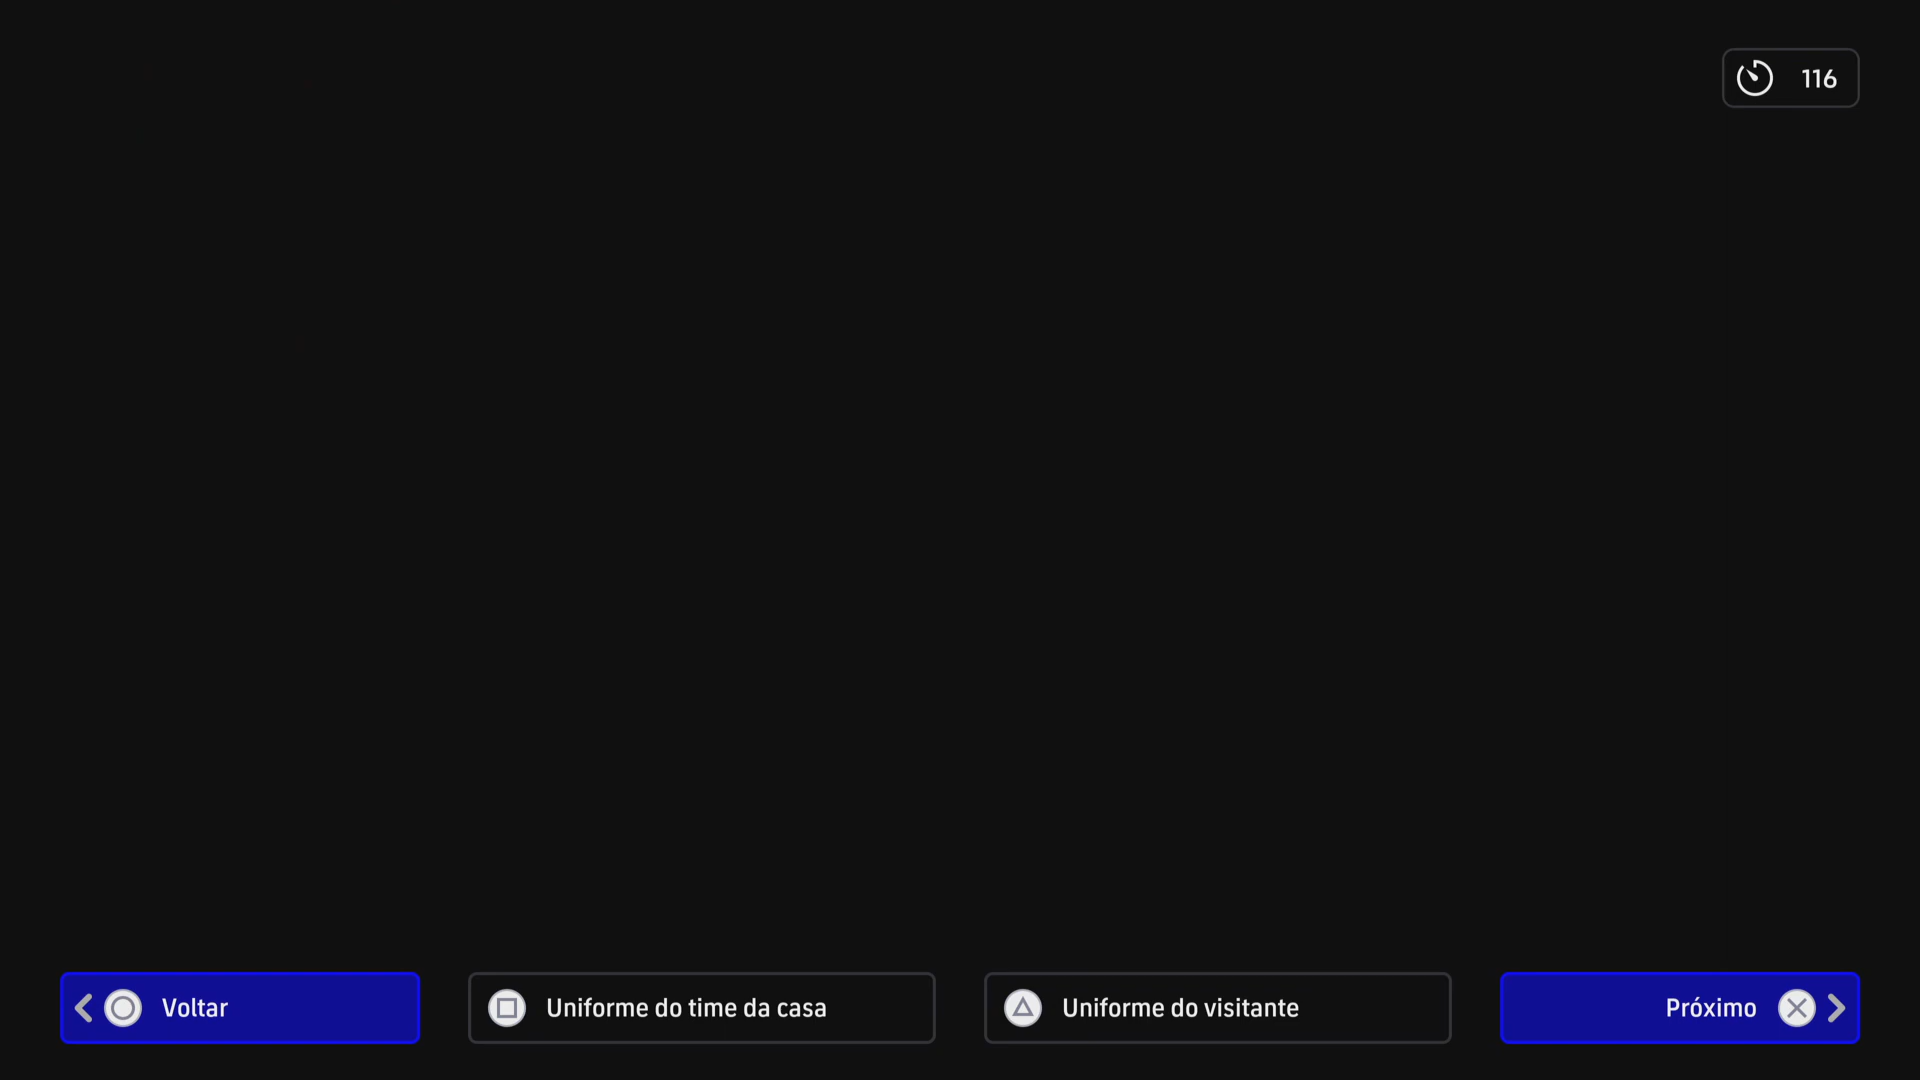 116
Voltar
Uniforme do time da casa
Uniforme do visitante
Próximo